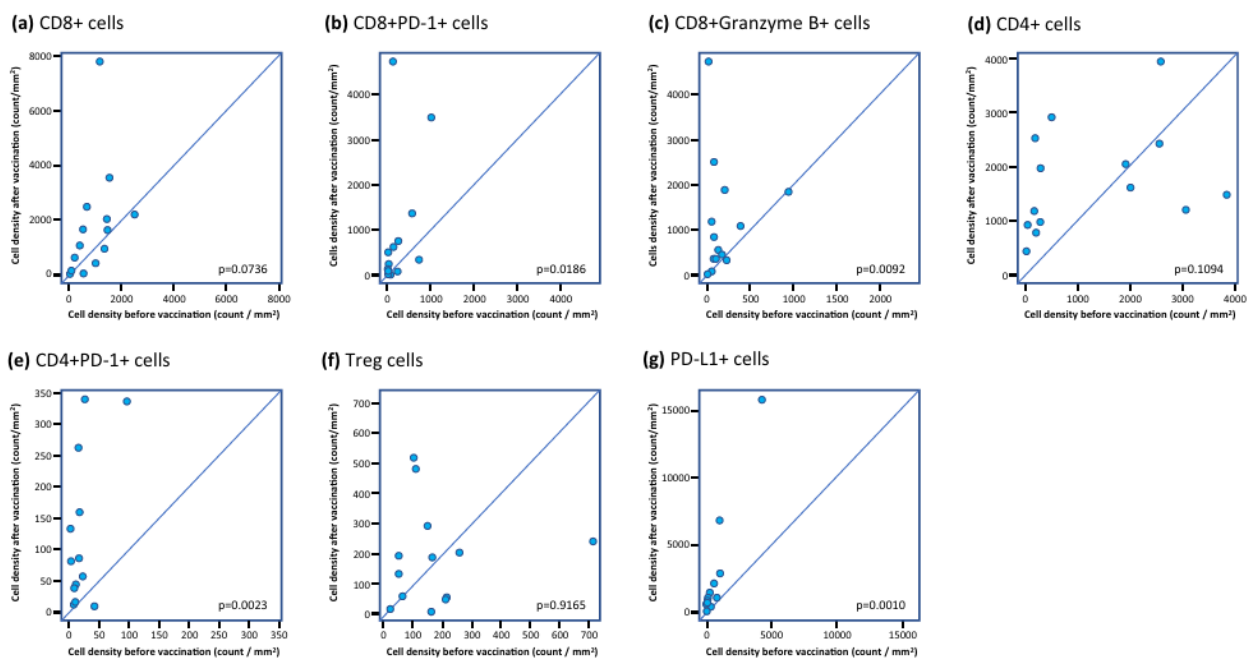 (a) CD8+ cells
Cell density after vaccination (count/mm²)
8000
6000
4000
2000
0
p=0.0736
0 2000 4000 6000 8000
Cell density before vaccination (count / mm²)
(b) CD8+PD-1+ cells
Cells density after vaccination (count/mm²)
4000
3000
2000
1000
0
p=0.0186
0 1000 2000 3000 4000
Cell density before vaccination (count / mm²)
(c) CD8+Granzyme B+ cells
Cell density after vaccination (count/mm²)
4000
3000
2000
1000
0
p=0.0092
0 500 1000 1500 2000
Cell density before vaccination (count / mm²)
(d) CD4+ cells
Cell density after vaccination (count/mm²)
4000
3000
2000
1000
0
p=0.1094
0 1000 2000 3000 4000
Cell density before vaccination (count / mm²)
(e) CD4+PD-1+ cells
Cell density after vaccination (count/mm²)
350
300
250
200
150
100
50
0
p=0.0023
0 50 100 150 200 250 300 350
Cell density before vaccination (count / mm²)
(f) Treg cells
Cell density after vaccination (count/mm²)
700
600
500
400
300
200
100
0
p=0.9165
0 100 200 300 400 500 600 700
Cell density before vaccination (count / mm²)
(g) PD-L1+ cells
Cell density after vaccination (count/mm²)
15000
10000
5000
0
p=0.0010
0 5000 10000 15000
Cell density before vaccination (count / mm²)